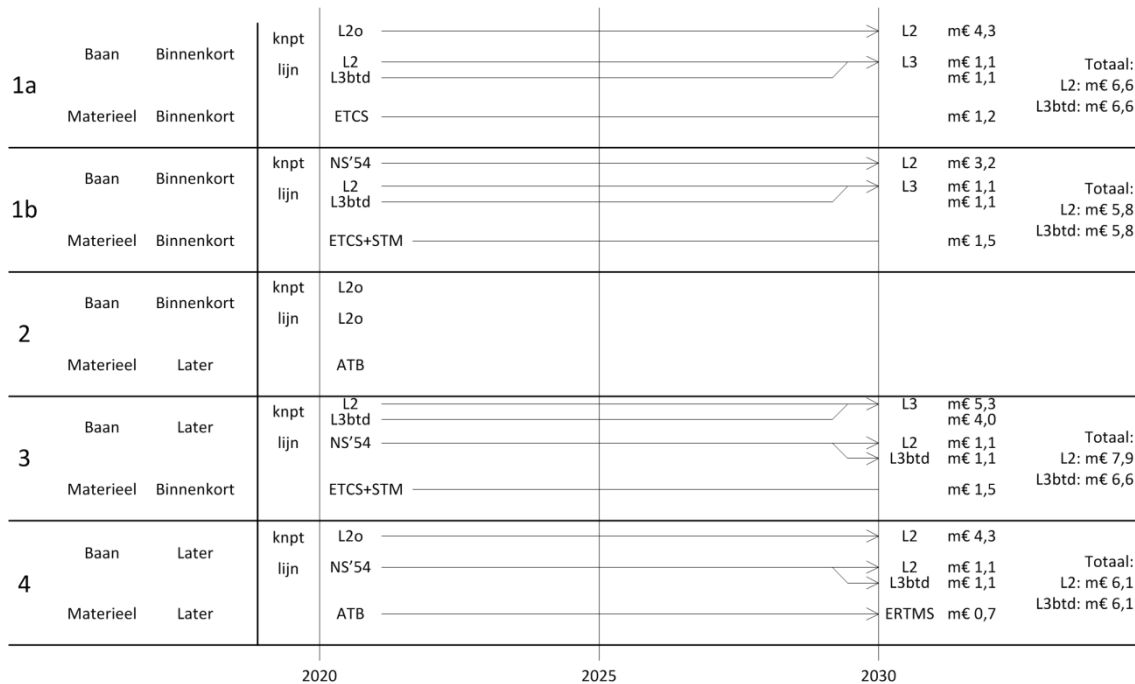 1a
Baan Binnenkort
Materieel Binnenkort
knpt L2o L2 m€ 4,3
lijn L2 L3 m€ 1,1
L3btd m€ 1,1
ETCS m€ 1,2
Totaal:
L2: m€ 6,6
L3btd: m€ 6,6
1b
Baan Binnenkort
Materieel Binnenkort
knpt NS’54 L2 m€ 3,2
lijn L2 L3 m€ 1,1
L3btd m€ 1,1
ETCS+STM m€ 1,5
Totaal:
L2: m€ 5,8
L3btd: m€ 5,8
2
Baan Binnenkort
Materieel Later
knpt L2o
lijn L2o
ATB
3
Baan Later
Materieel Binnenkort
knpt L2 L3 m€ 5,3
L3btd m€ 4,0
lijn NS’54 L2 m€ 1,1
L3btd m€ 1,1
ETCS+STM m€ 1,5
Totaal:
L2: m€ 7,9
L3btd: m€ 6,6
4
Baan Later
Materieel Later
knpt L2o L2 m€ 4,3
lijn NS’54 L2 m€ 1,1
L3btd m€ 1,1
ATB ERTMS m€ 0,7
Totaal:
L2: m€ 6,1
L3btd: m€ 6,1
2020 2025 2030